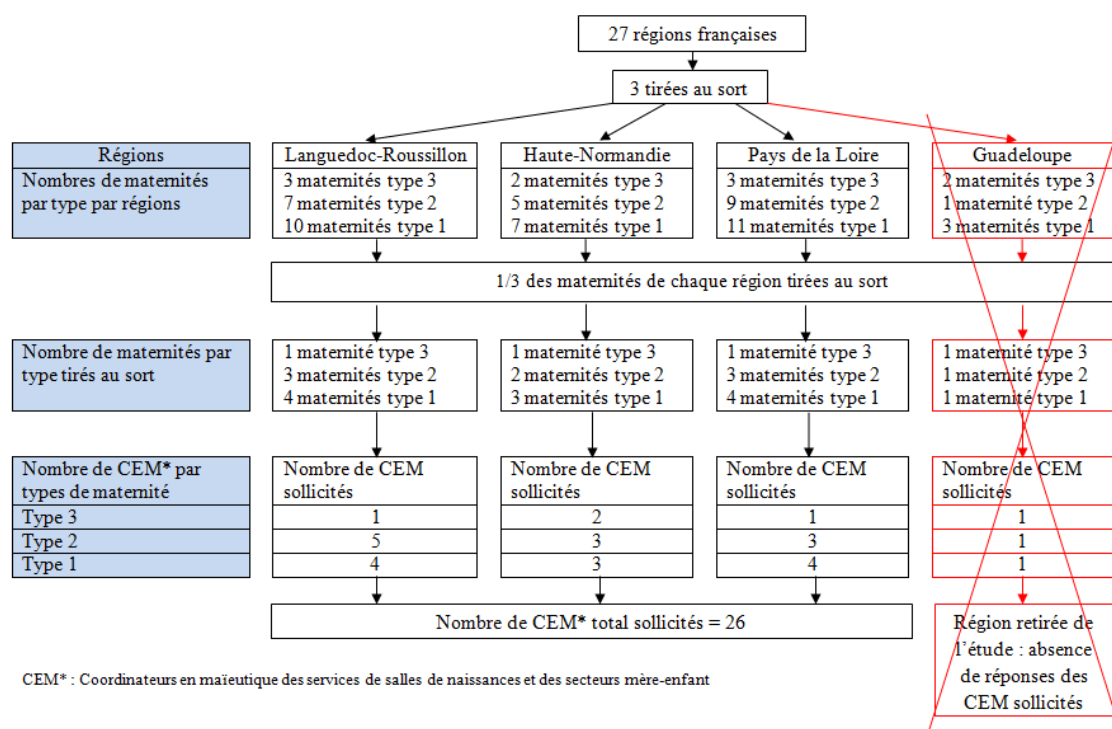 27 régions françaises
3 tirées au sort
Régions
Languedoc-Roussillon
Haute-Normandie
Pays de la Loire
Guadeloupe
Nombres de maternités
par type par régions
3 maternités type 3
7 maternités type 2
10 maternités type 1
2 maternités type 3
5 maternités type 2
7 maternités type 1
3 maternités type 3
9 maternités type 2
11 maternités type 1
2 maternités type 3
1 maternité type 2
3 maternités type 1
1/3 des maternités de chaque région tirées au sort
Nombre de maternités par
type tirés au sort
1 maternité type 3
3 maternités type 2
4 maternités type 1
1 maternité type 3
2 maternités type 2
3 maternités type 1
1 maternité type 3
3 maternités type 2
4 maternités type 1
1 maternité type 3
1 maternité type 2
1 maternité type 1
Nombre de CEM* par
types de maternité
Nombre de CEM
sollicités
Nombre de CEM
sollicités
Nombre de CEM
sollicités
Nombre de CEM
sollicités
Type 3
1
2
1
1
Type 2
5
3
3
1
Type 1
4
3
4
1
Nombre de CEM* total sollicités = 26
Région retirée de
l'étude : absence
de réponses des
CEM sollicités
CEM* : Coordinateurs en maïeutique des services de salles de naissances et des secteurs mère-enfant